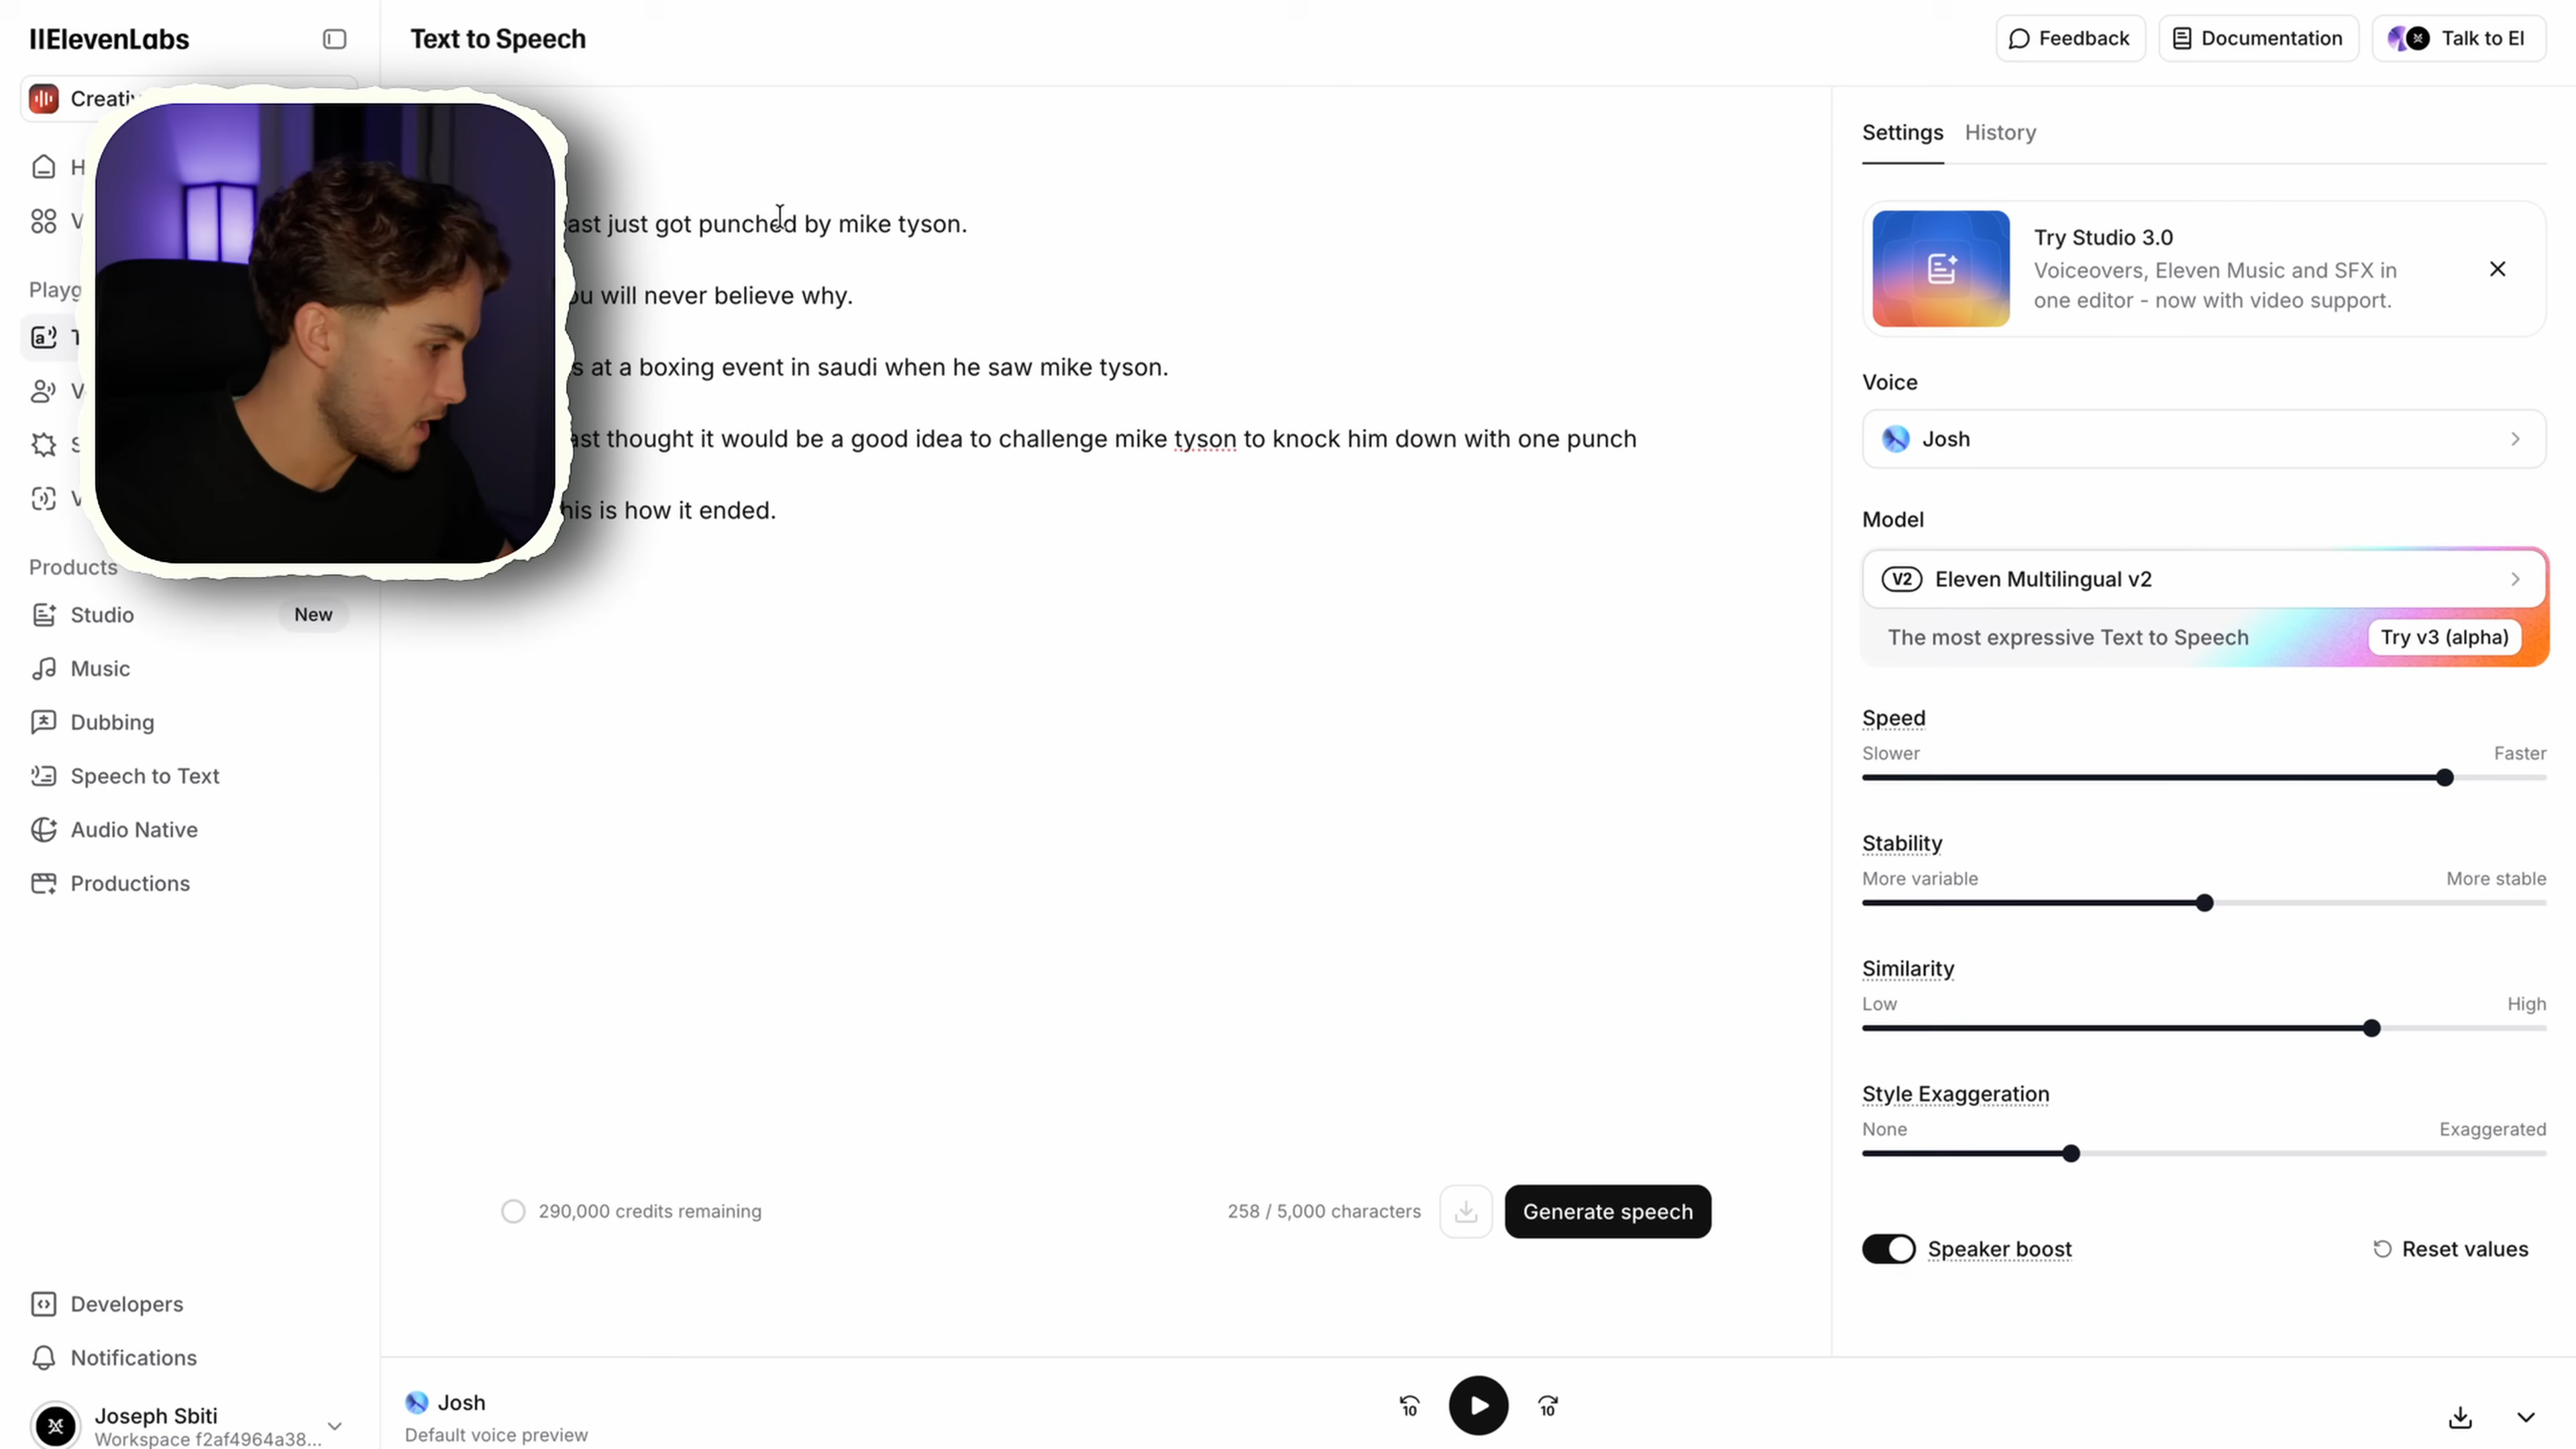 IIElevenLabs
Text to Speech
Feedback
Documentation
Talk to El
Settings
History
just got punched by mike tyson.
will never believe why.
at a boxing event in saudi when he saw mike tyson.
thought it would be a good idea to challenge mike tyson to knock him down with one punch
is how it ended.
Try Studio 3.0
Voiceovers, Eleven Music and SFX in
one editor - now with video support.
Voice
Josh
Model
V2 Eleven Multilingual v2
The most expressive Text to Speech
Try v3 (alpha)
Speed
Slower
Faster
Stability
More variable
More stable
Similarity
Low
High
Style Exaggeration
None
Exaggerated
Speaker boost
Reset values
Products
Studio
New
Music
Dubbing
Speech to Text
Audio Native
Productions
290,000 credits remaining
258 / 5,000 characters
Generate speech
Developers
Notifications
Joseph Sbiti
Workspace f2af4964a38...
Josh
Default voice preview
10
10